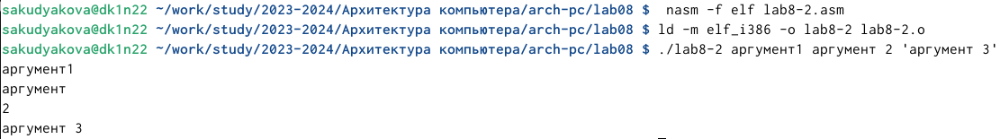 sakudyakova@dk1n22 ~/work/study/2023-2024/Архитектура компьютера/arch-pc/lab08 $  nasm -f elf lab8-2.asm
sakudyakova@dk1n22 ~/work/study/2023-2024/Архитектура компьютера/arch-pc/lab08 $ ld -m elf_i386 -o lab8-2 lab8-2.o
sakudyakova@dk1n22 ~/work/study/2023-2024/Архитектура компьютера/arch-pc/lab08 $ ./lab8-2 аргумент1 аргумент 2 'аргумент 3'
аргумент1
аргумент
2
аргумент 3